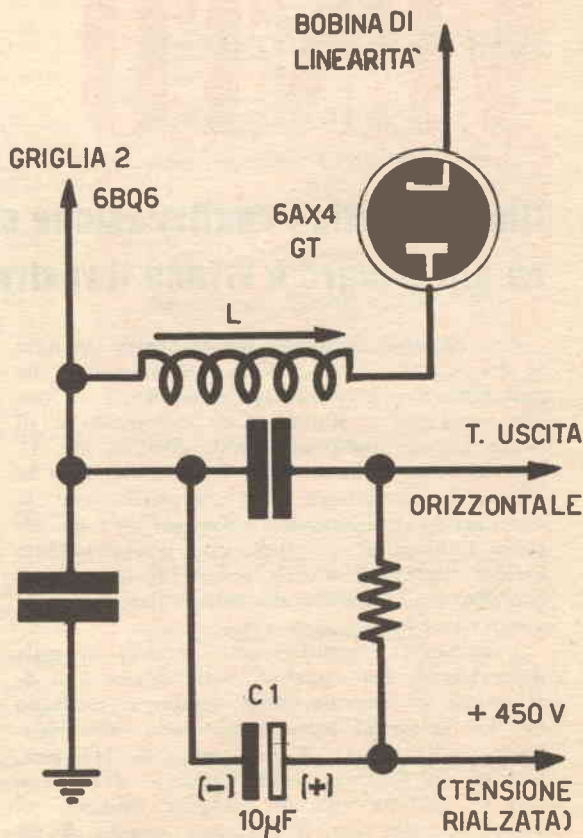 BOBINA DI
LINEARITA'
GRIGLIA 2
6BQ6
6AX4
GT
L
T. USCITA
ORIZZONTALE
C1
+ 450 V
(-)
(+)
10µF
(TENSIONE
RIALZATA)